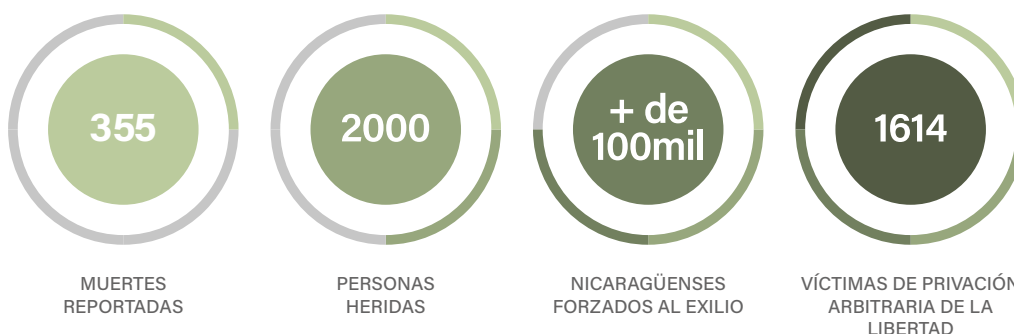 355
2000
+ de
100mil
1614
MUERTES
REPORTADAS
PERSONAS
HERIDAS
NICARAGÜENSES
FORZADOS AL EXILIO
VÍCTIMAS DE PRIVACIÓN
ARBITRARIA DE LA
LIBERTAD